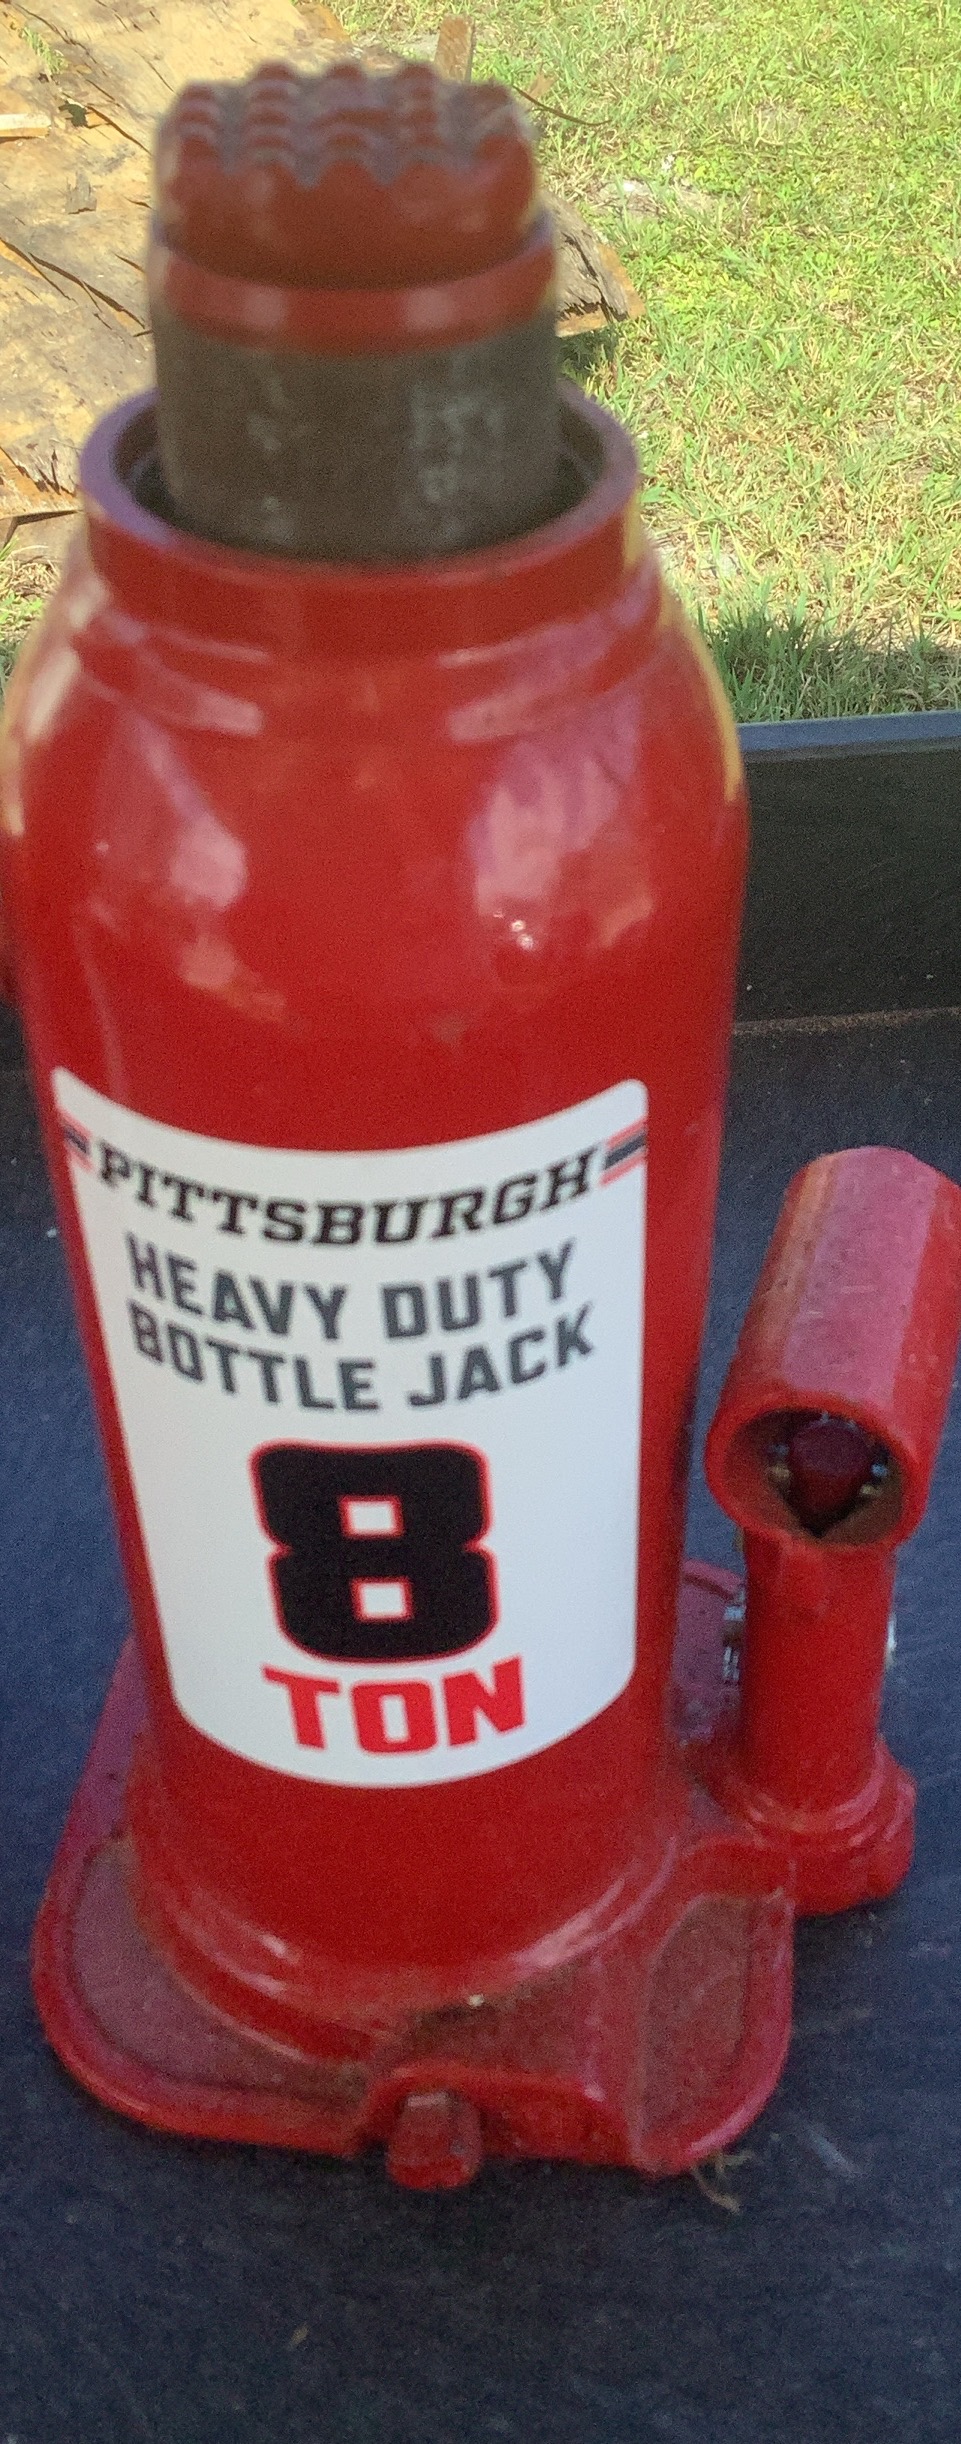 PITTSBURGH
HEAVY DUTY
BOTTLE JACK
8
TON